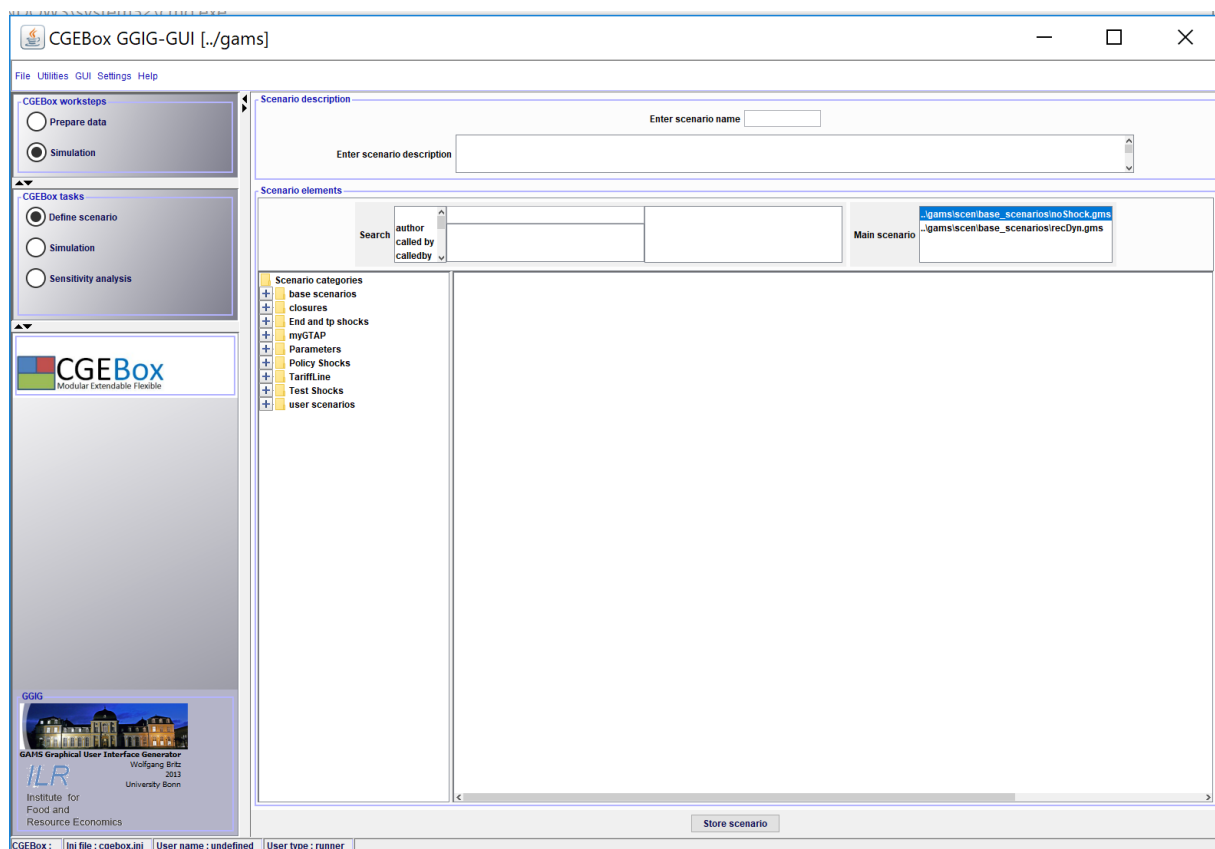 CGEBox GGIG-GUI [../gams]
File Utilities GUI Settings Help
CGEBox worksteps
Prepare data
Simulation
CGEBox tasks
Define scenario
Simulation
Sensitivity analysis
CGEBox
Modular Extendable Flexible
GGIG
GAMS Graphical User Interface Generator
Wolfgang Britz
2013
University Bonn
ILR
Institute for
Food and
Resource Economics
Scenario description
Enter scenario name
Enter scenario description
Scenario elements
Search
author
called by
calledby
Main scenario
..\gams\scen\base_scenarios\noShock.gms
..\gams\scen\base_scenarios\recDyn.gms
Scenario categories
base scenarios
closures
End and tp shocks
myGTAP
Parameters
Policy Shocks
TariffLine
Test Shocks
user scenarios
Store scenario
CGEBox : Ini file : cgebox.ini User name : undefined User type : runner